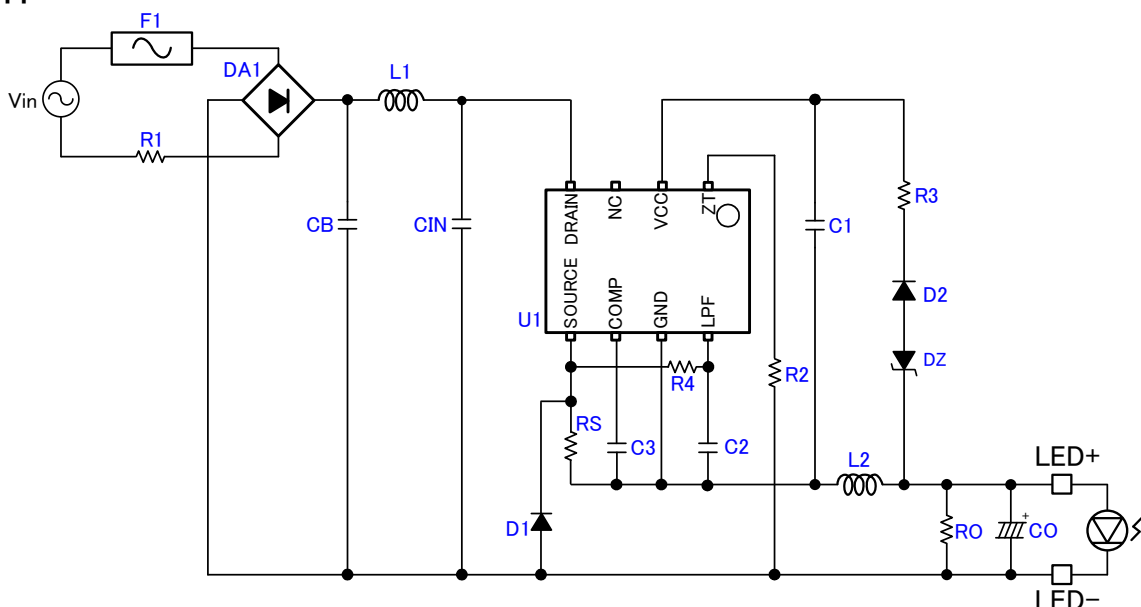 F1
DA1
L1
Vin
R1
CB
CIN
DRAIN
NC
VCC
ZT
SOURCE
COMP
GND
LPF
U1
C1
R3
D2
DZ
R4
R2
RS
C3
C2
L2
LED+
D1
RO
+
CO
LED−